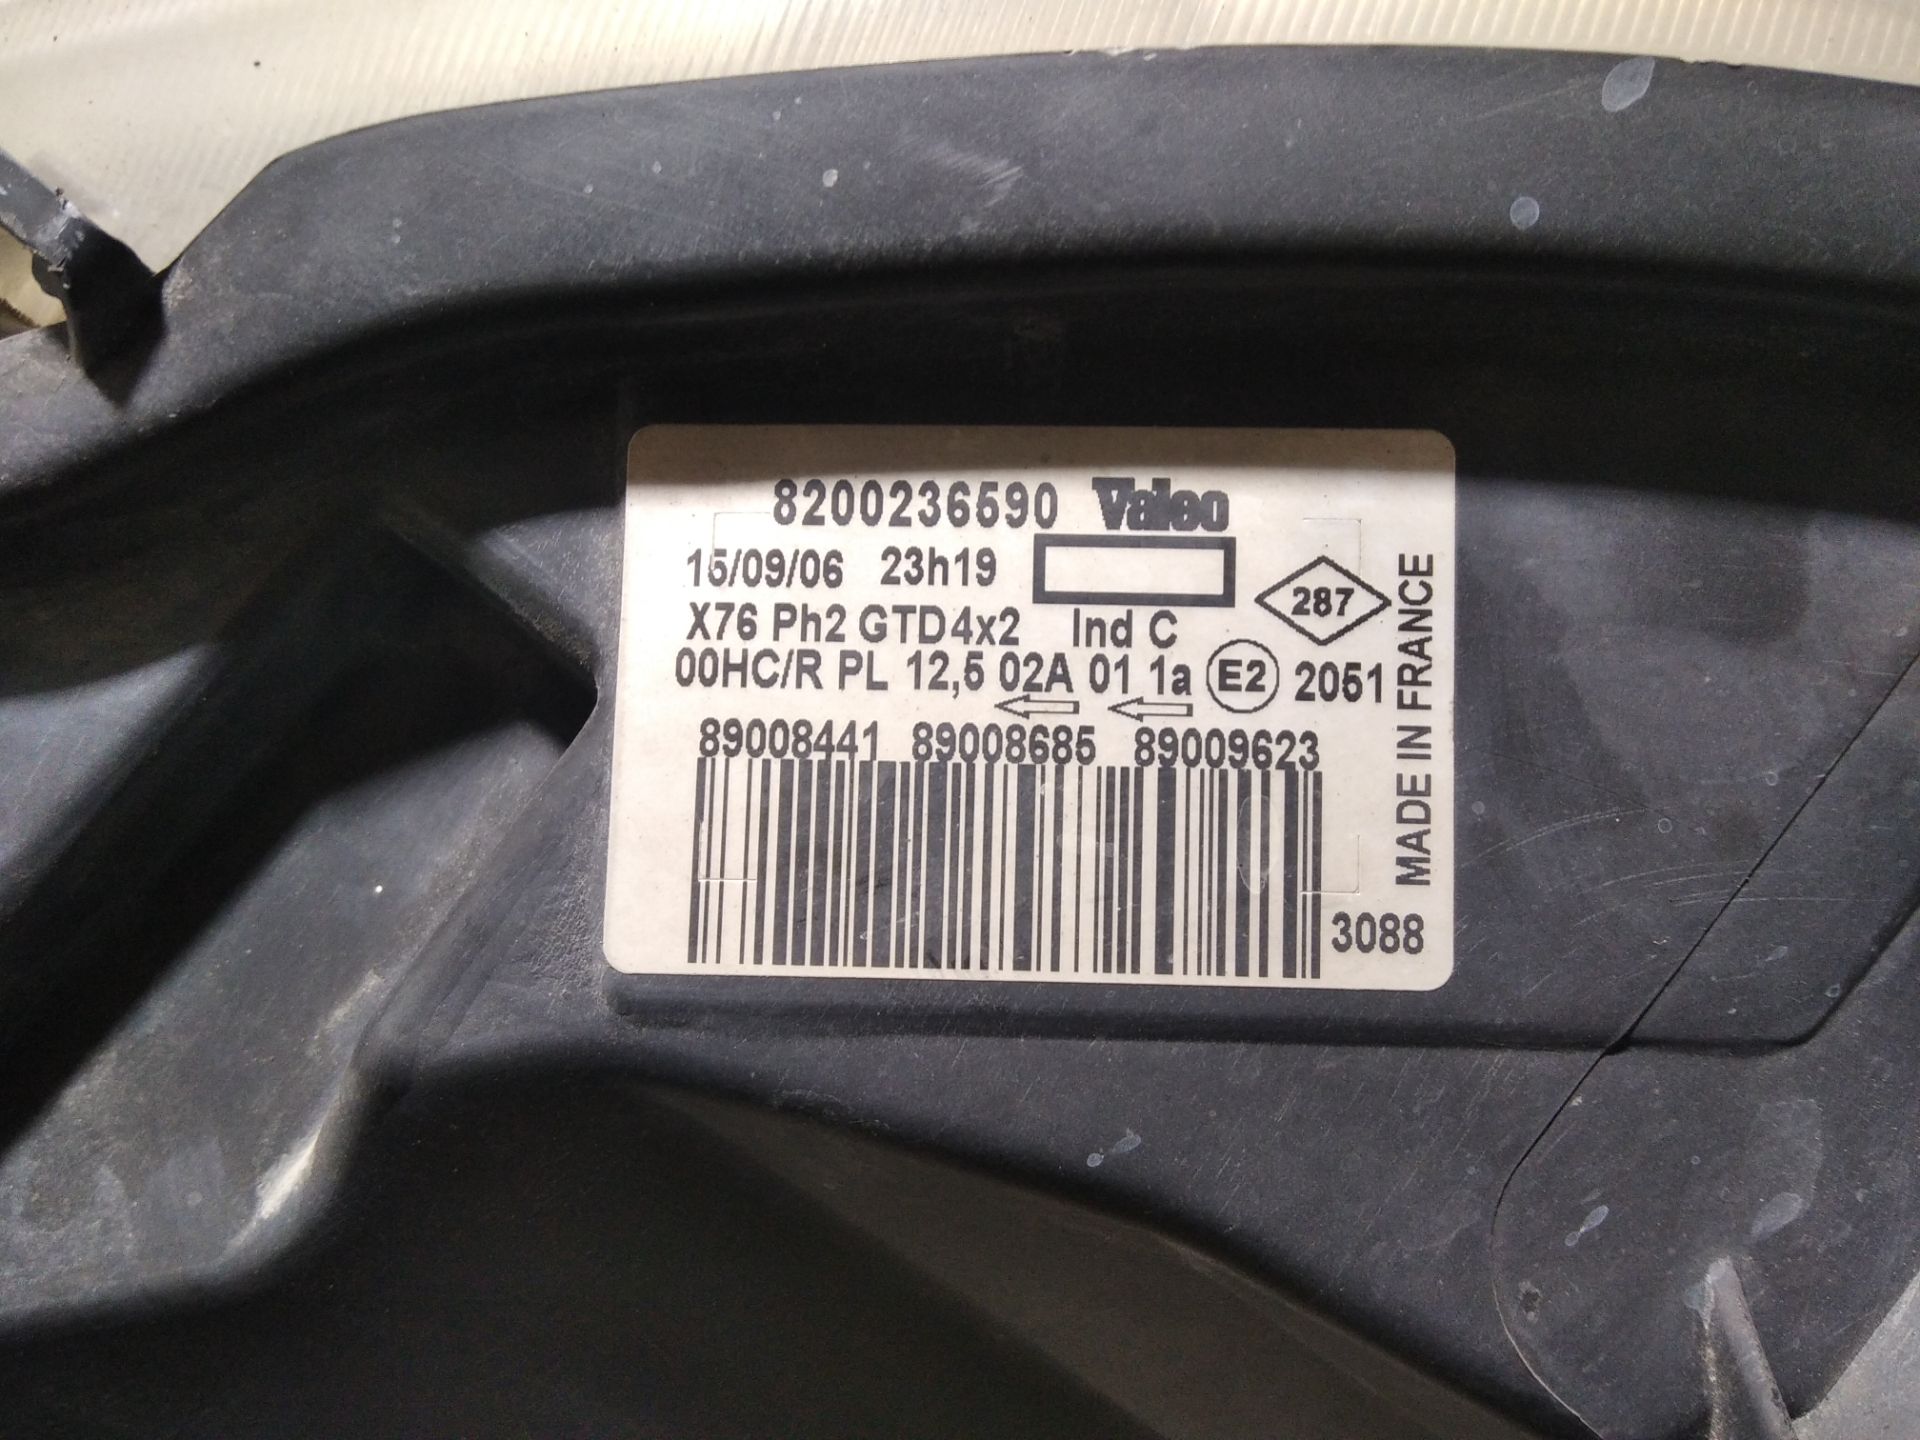 8200236590 Valeo
15/09/06 23h19
X76 Ph2 GTD4x2 Ind C
287
00HC/R PL 12,5 02A 01 1a E2 2051
89008441 89008685 89009623
MADE IN FRANCE
3088